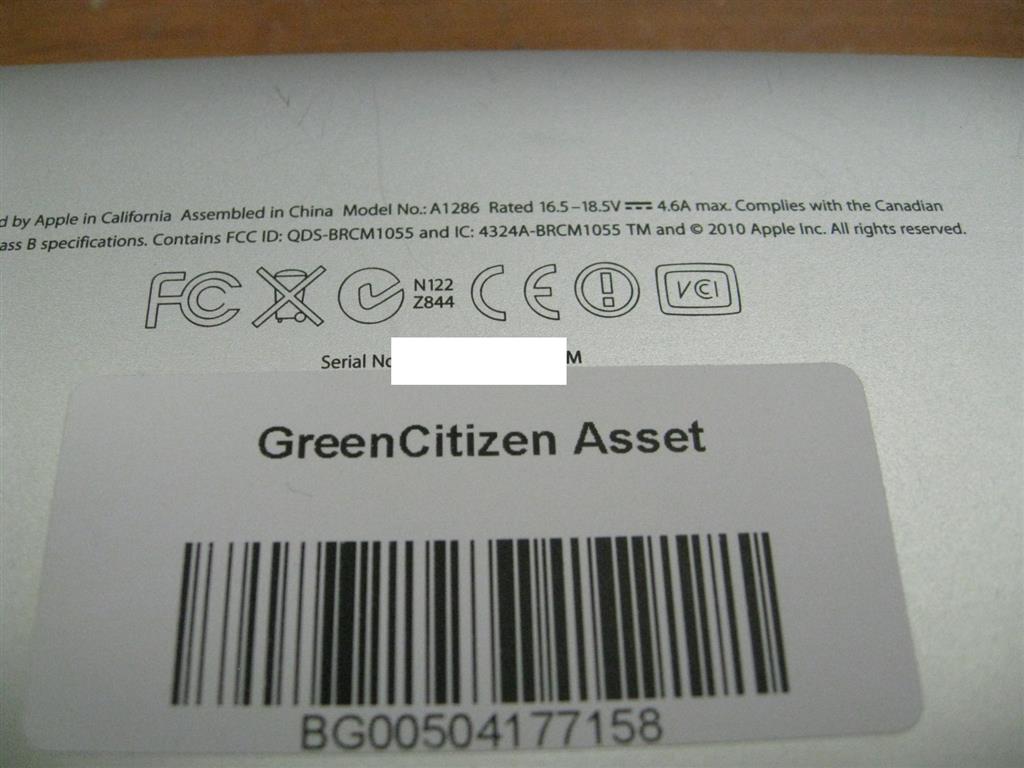 d by Apple in California Assembled in China Model No.: A1286 Rated 16.5–18.5V ⎓ 4.6A max. Complies with the Canadian
ass B specifications. Contains FCC ID: QDS-BRCM1055 and IC: 4324A-BRCM1055 TM and © 2010 Apple Inc. All rights reserved.
FC N122 CE VCI
Z844
Serial No M
GreenCitizen Asset
BG00504177158